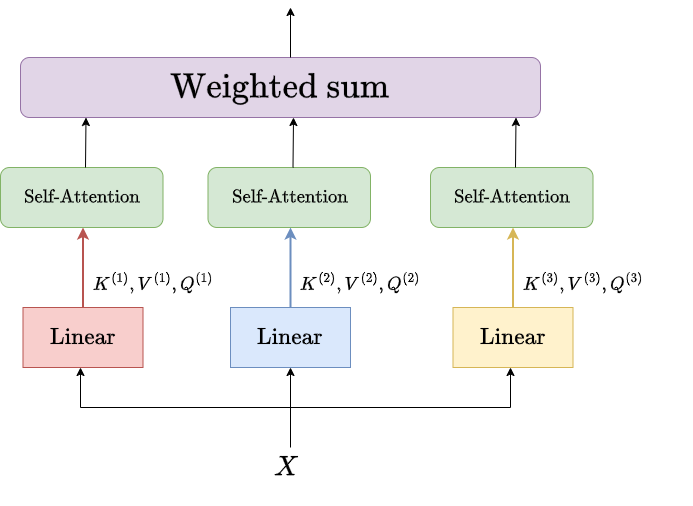 Weighted sum
Self-Attention Self-Attention Self-Attention
K^(1), V^(1), Q^(1) K^(2), V^(2), Q^(2) K^(3), V^(3), Q^(3)
Linear Linear Linear
X